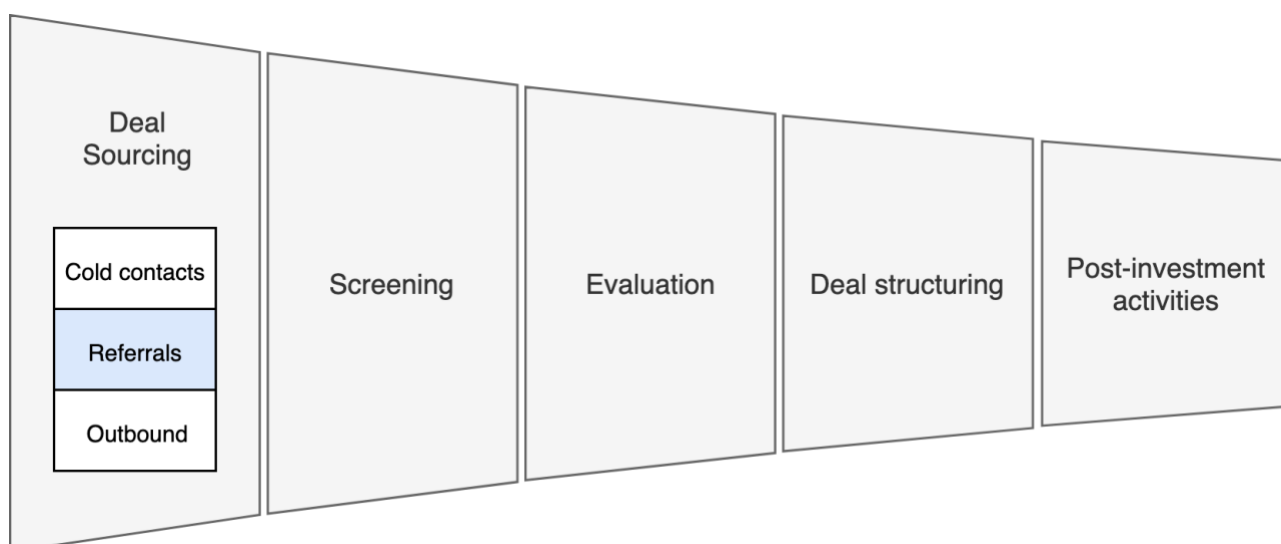 Deal
Sourcing
Cold contacts
Referrals
Outbound
Screening
Evaluation
Deal structuring
Post-investment
activities